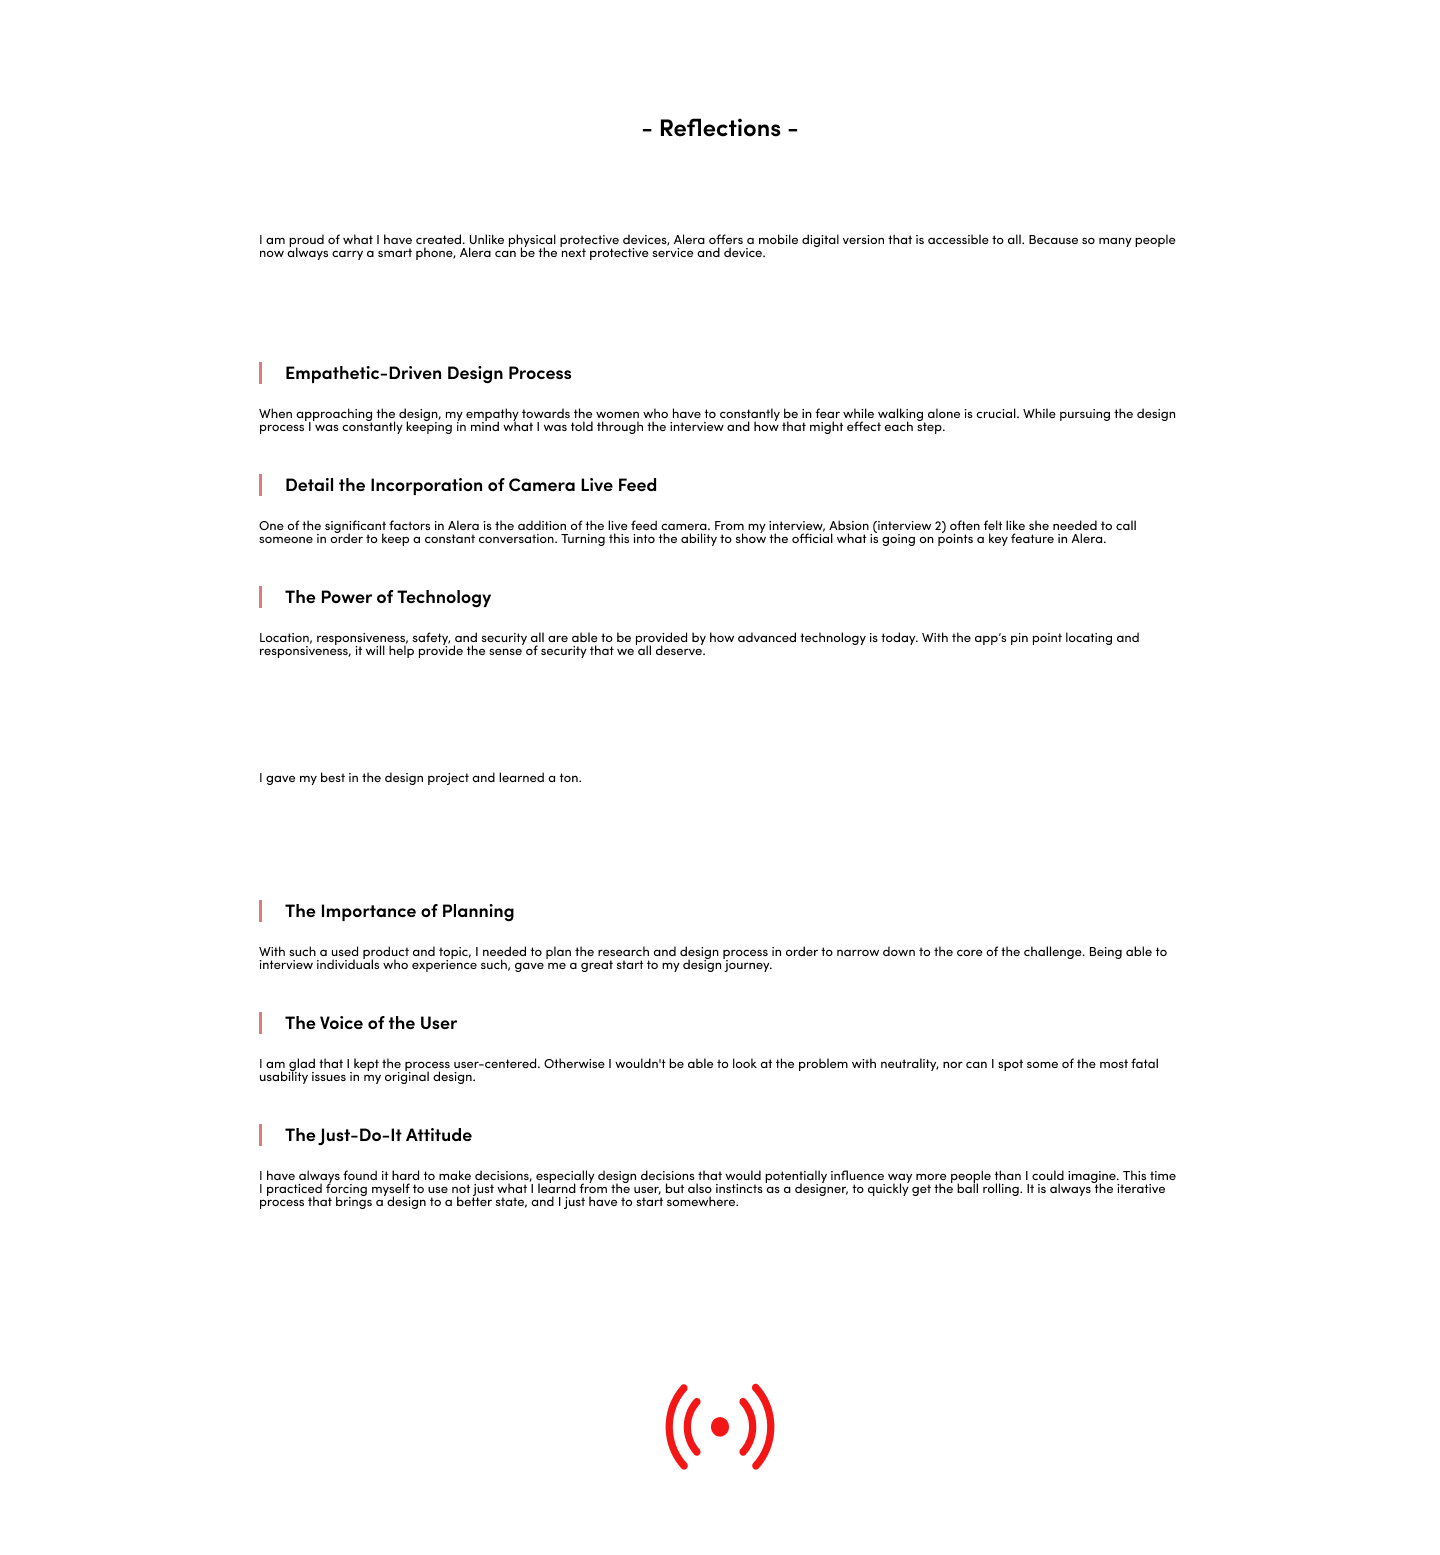 - Reflections -
I am proud of what I have created. Unlike physical protective devices, Alera offers a mobile digital version that is accessible to all. Because so many people
now always carry a smart phone, Alera can be the next protective service and device.
Empathetic-Driven Design Process
When approaching the design, my empathy towards the women who have to constantly be in fear while walking alone is crucial. While pursuing the design
process I was constantly keeping in mind what I was told through the interview and how that might effect each step.
Detail the Incorporation of Camera Live Feed
One of the significant factors in Alera is the addition of the live feed camera. From my interview, Absion (interview 2) often felt like she needed to call
someone in order to keep a constant conversation. Turning this into the ability to show the official what is going on points a key feature in Alera.
The Power of Technology
Location, responsiveness, safety, and security all are able to be provided by how advanced technology is today. With the app’s pin point locating and
responsiveness, it will help provide the sense of security that we all deserve.
I gave my best in the design project and learned a ton.
The Importance of Planning
With such a used product and topic, I needed to plan the research and design process in order to narrow down to the core of the challenge. Being able to
interview individuals who experience such, gave me a great start to my design journey.
The Voice of the User
I am glad that I kept the process user-centered. Otherwise I wouldn't be able to look at the problem with neutrality, nor can I spot some of the most fatal
usability issues in my original design.
The Just-Do-It Attitude
I have always found it hard to make decisions, especially design decisions that would potentially influence way more people than I could imagine. This time
I practiced forcing myself to use not just what I learnd from the user, but also instincts as a designer, to quickly get the ball rolling. It is always the iterative
process that brings a design to a better state, and I just have to start somewhere.